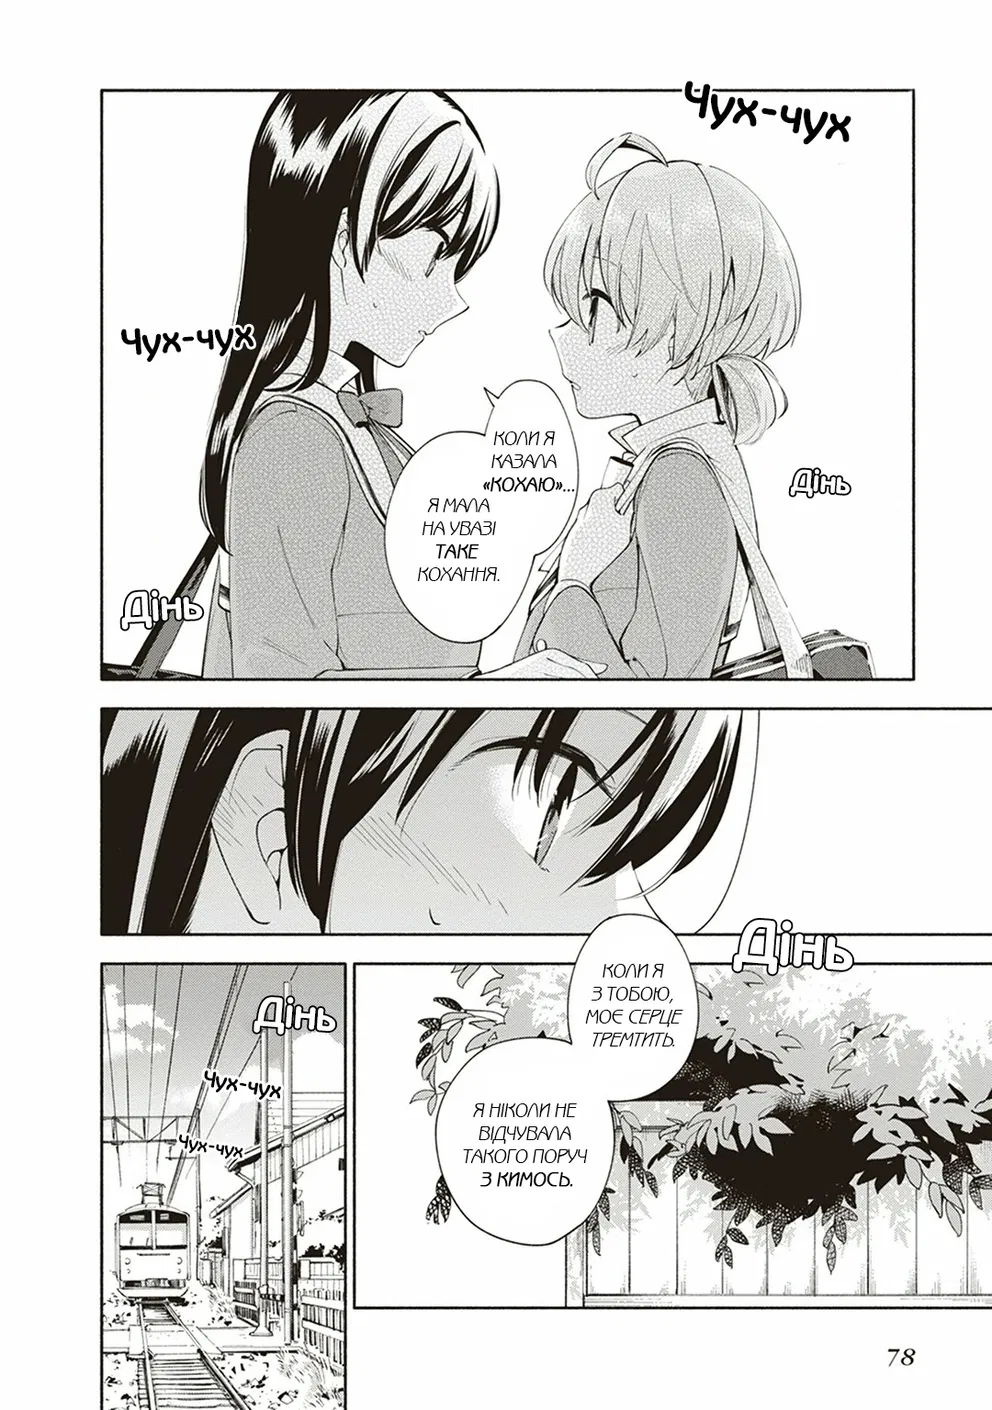 Чух-чух
Чух-чух
КОЛИ Я
КАЗАЛА
«КОХАЮ»...
Я МАЛА
НА УВАЗІ
ТАКЕ
КОХАННЯ.
Дінь
Дінь
Дінь
КОЛИ Я
З ТОБОЮ,
МОЄ СЕРЦЕ
ТРЕМТИТЬ.
Я НІКОЛИ НЕ
ВІДЧУВАЛА
ТАКОГО ПОРУЧ
З КИМОСЬ.
Дінь
Чух-чух
Чух-чух
78